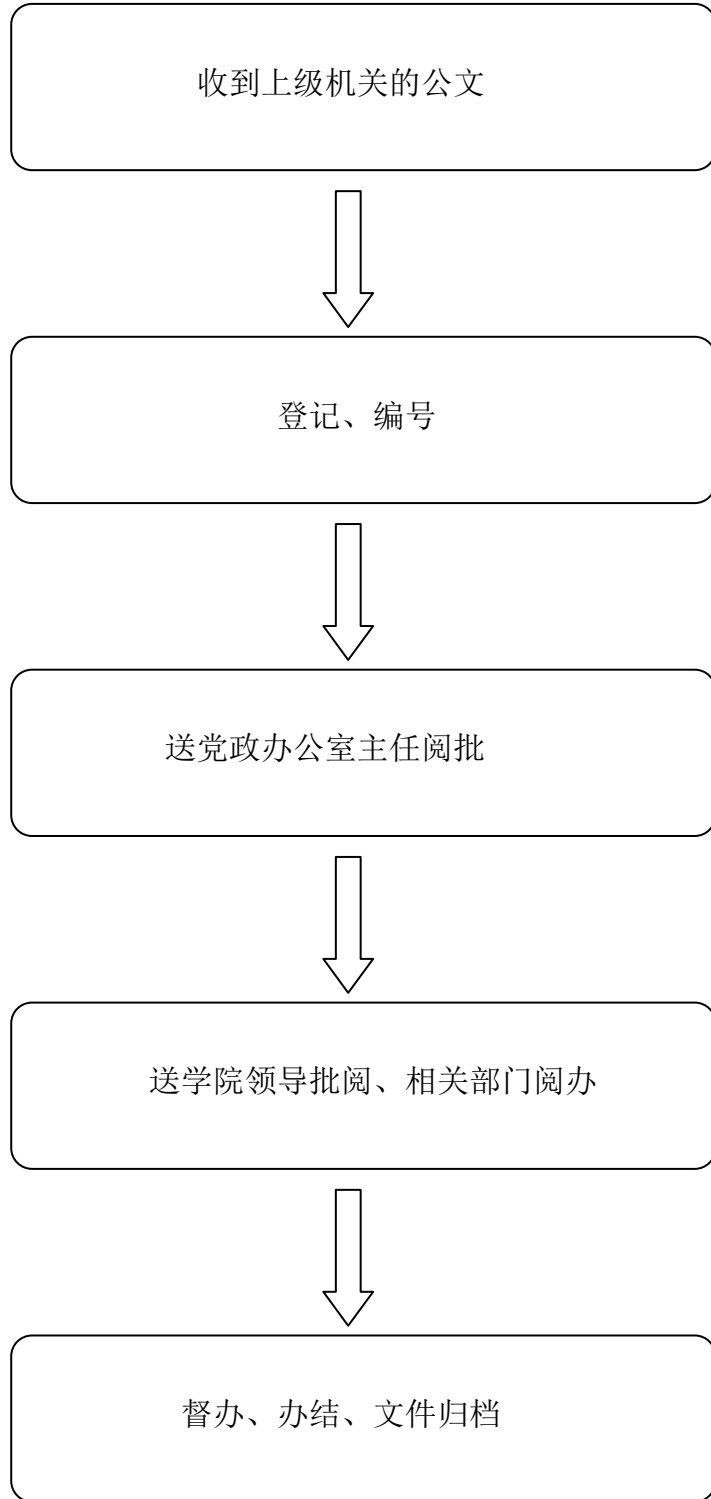 收到上级机关的公文
登记、编号
送党政办公室主任阅批
送学院领导批阅、相关部门阅办
督办、办结、文件归档